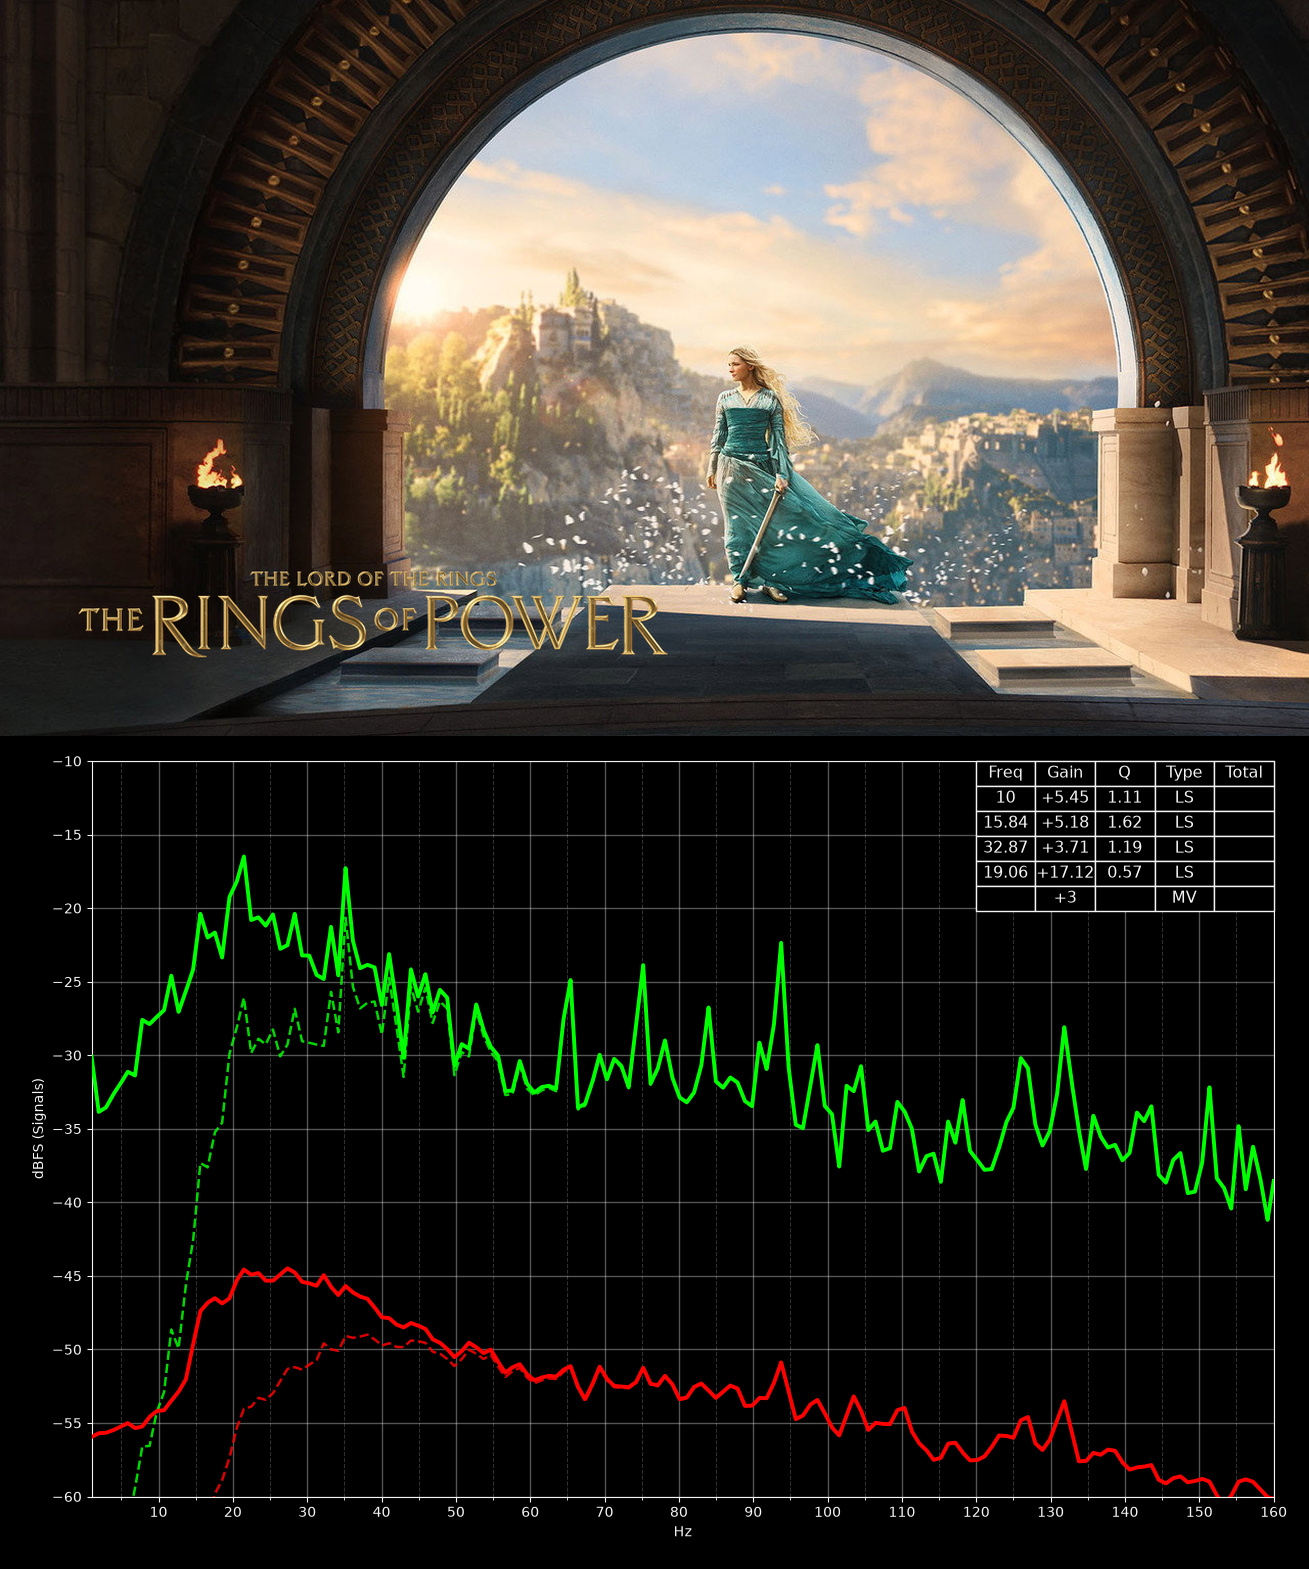 THE LORD OF THE RINGS
THE RINGS OF POWER
Freq Gain Q Type Total
10 +5.45 1.11 LS
15.84 +5.18 1.62 LS
32.87 +3.71 1.19 LS
19.06 +17.12 0.57 LS
+3 MV
−10
−15
−20
−25
−30
−35
−40
−45
−50
−55
−60
dBFS (Signals)
10 20 30 40 50 60 70 80 90 100 110 120 130 140 150 160
Hz